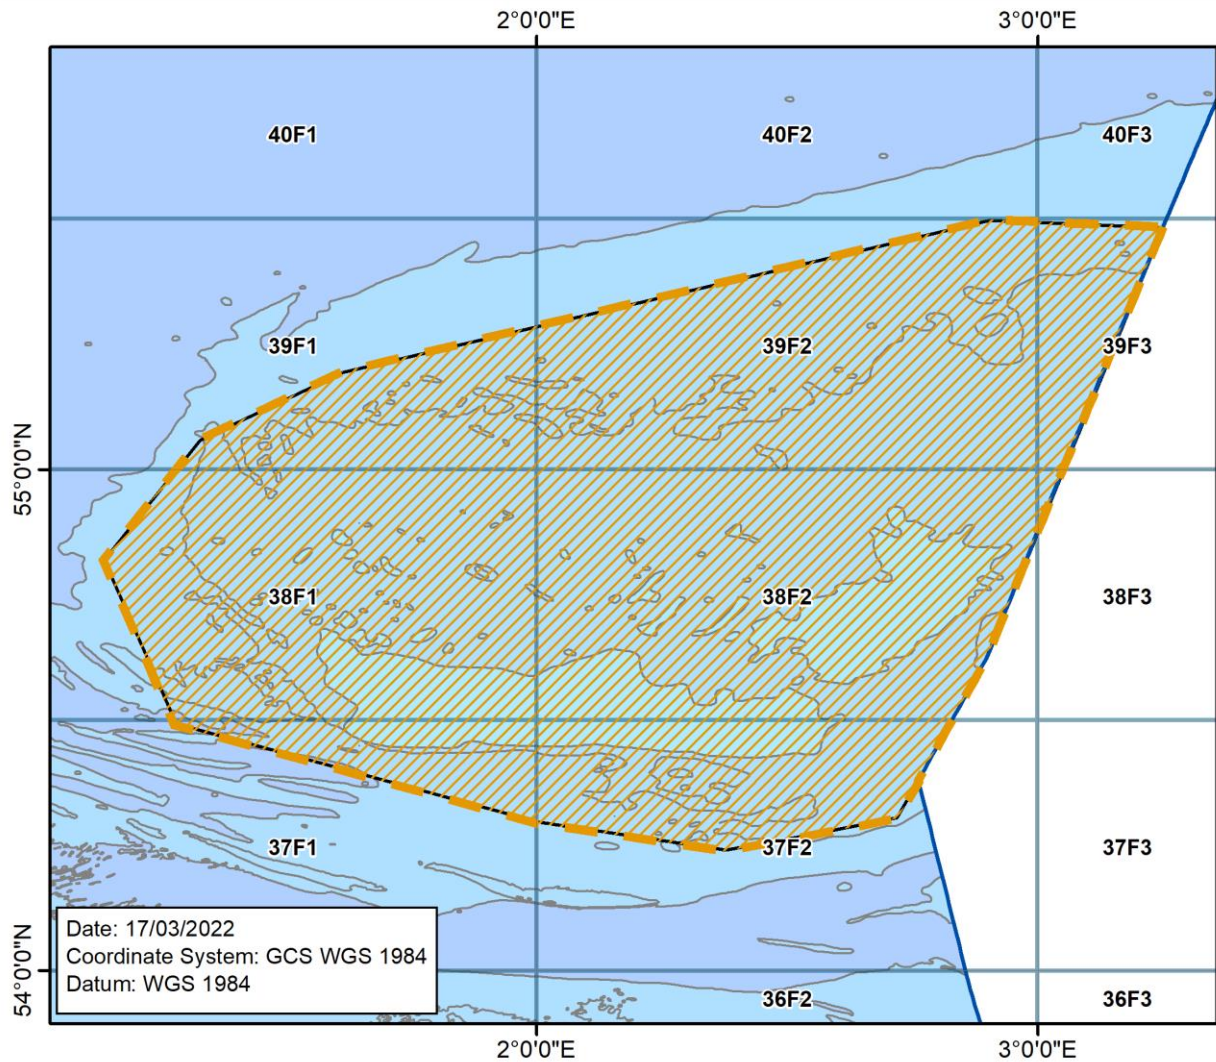 2°0'0"E 3°0'0"E
40F1 40F2 40F3
39F1 39F2 39F3
55°0'0"N
38F1 38F2 38F3
37F1 37F2 37F3
54°0'0"N
Date: 17/03/2022
Coordinate System: GCS WGS 1984
Datum: WGS 1984
36F2 36F3
2°0'0"E 3°0'0"E